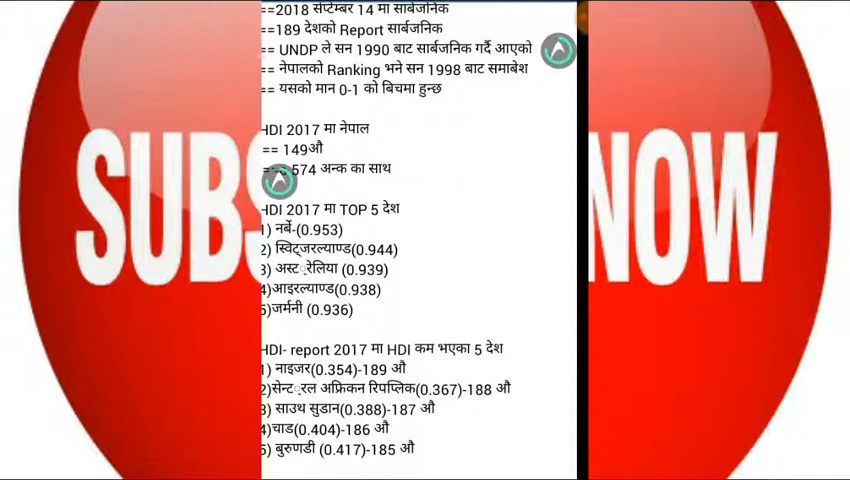 ==2018 सेप्टेम्बर 14 मा सार्बजनिक
==189 देशको Report सार्बजनिक
== UNDP ले सन 1990 बाट सार्बजनिक गर्दै आएको
== नेपालको Ranking भने सन 1998 बाट समाबेश
== यसको मान 0-1 को बिचमा हुन्छ
HDI 2017 मा नेपाल
== 149औ
574 अन्क का साथ
HDI 2017 मा TOP 5 देश
1) नर्बे-(0.953)
2) स्विट्जरल्याण्ड(0.944)
3) अस्ट्रेलिया (0.939)
4)आइरल्याण्ड(0.938)
5)जर्मनी (0.936)
HDI- report 2017 मा HDI कम भएका 5 देश
1) नाइजर(0.354)-189 औ
2)सेन्ट्रल अफ्रिकन रिपप्लिक(0.367)-188 औ
3) साउथ सुडान(0.388)-187 औ
4)चाड(0.404)-186 औ
5) बुरुणडी (0.417)-185 औ
SUBS
NOW